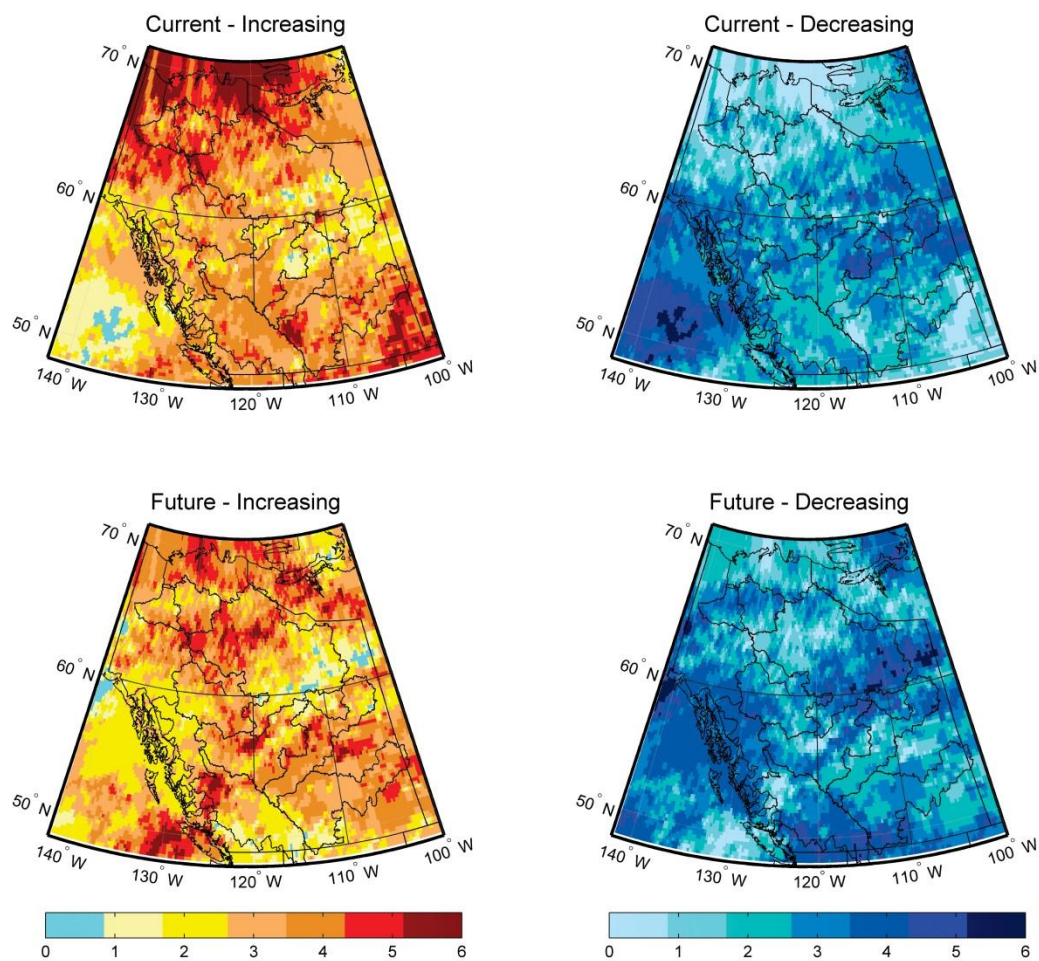 Current - Increasing
Current - Decreasing
70° N
70° N
60° N
60° N
50° N
50° N
140° W
130° W
120° W
110° W
100° W
140° W
130° W
120° W
110° W
100° W
Future - Increasing
Future - Decreasing
70° N
70° N
60° N
60° N
50° N
50° N
140° W
130° W
120° W
110° W
100° W
140° W
130° W
120° W
110° W
100° W
0 1 2 3 4 5 6
0 1 2 3 4 5 6